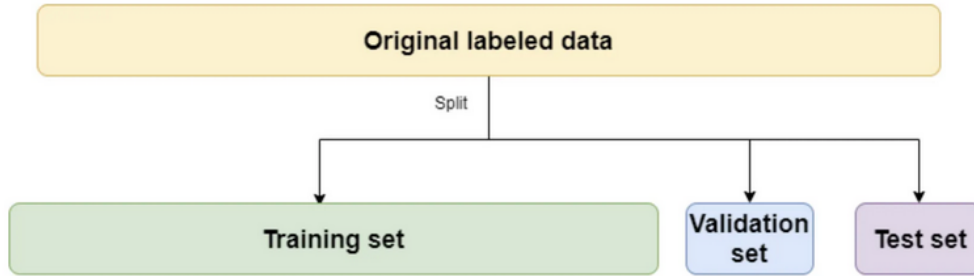 Original labeled data
Split
Training set
Validation
set
Test set